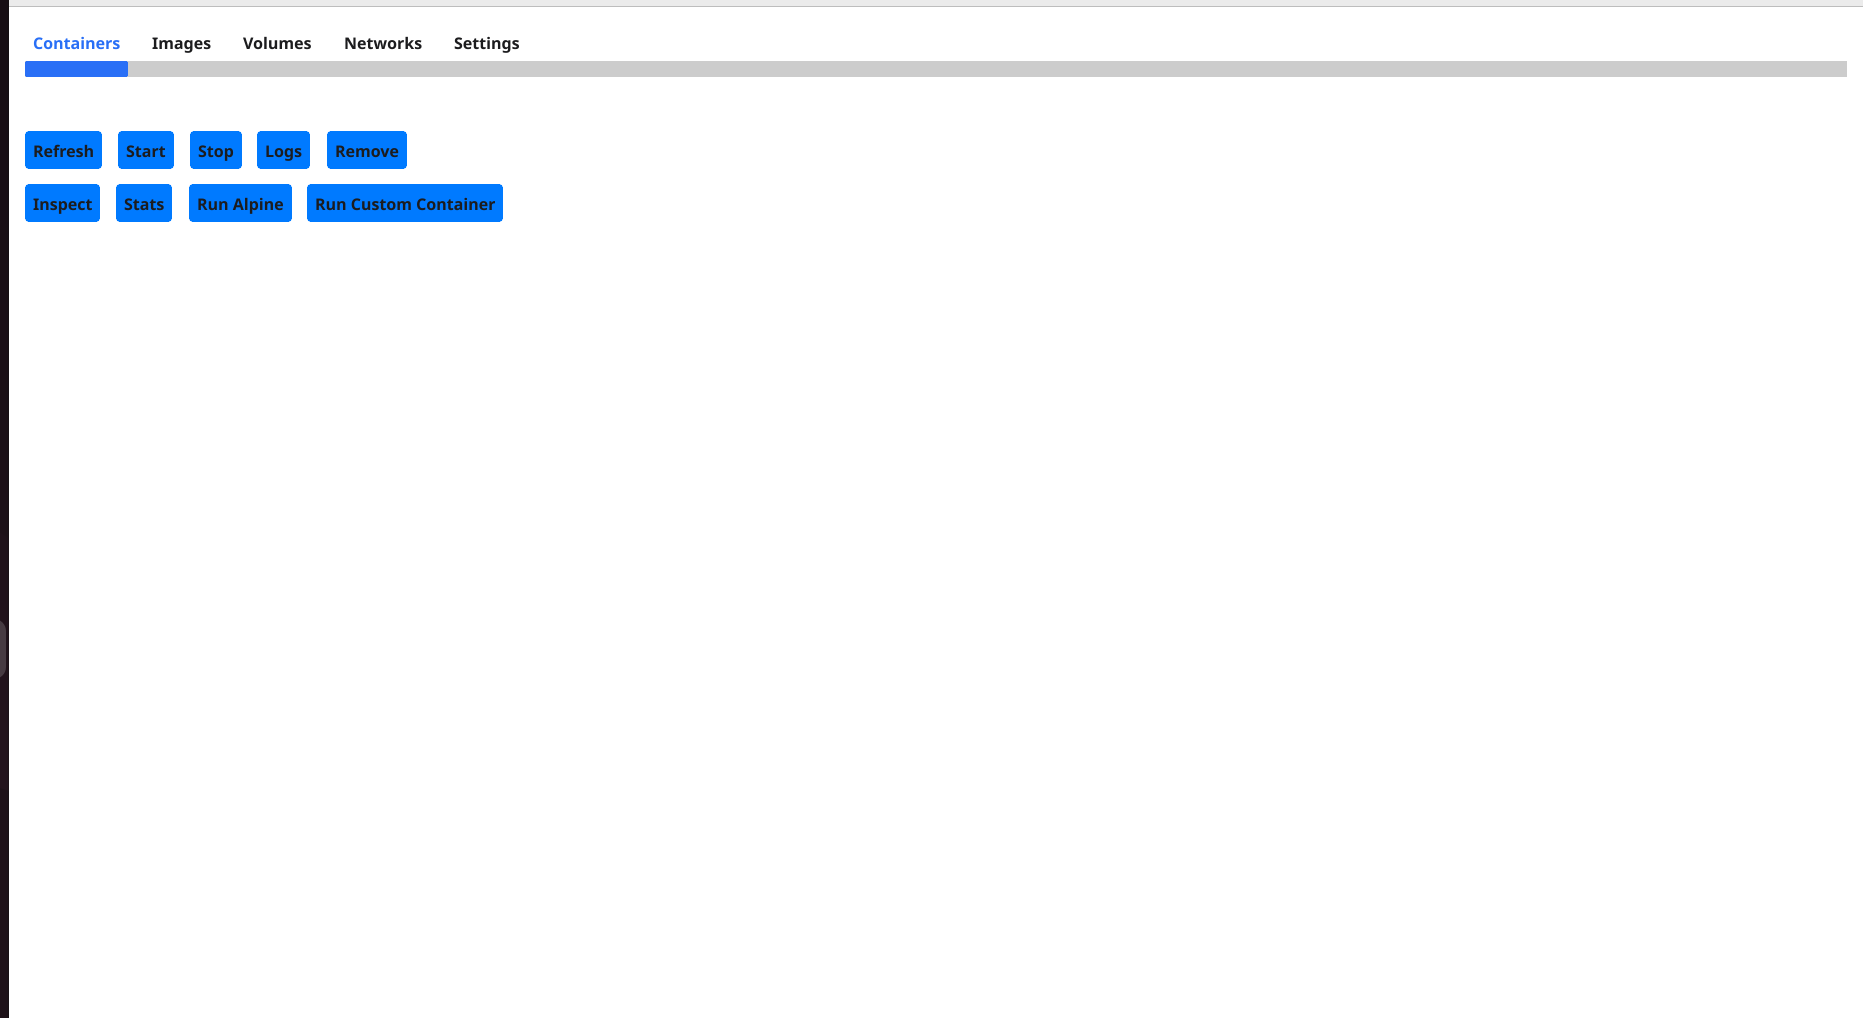 Containers Images Volumes Networks Settings
Refresh Start Stop Logs Remove
Inspect Stats Run Alpine Run Custom Container